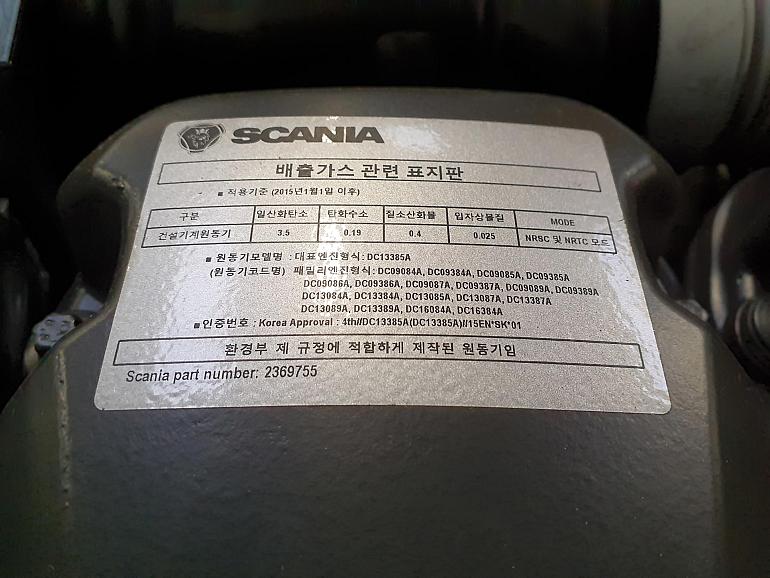 SCANIA
배출가스 관련 표지판
- ■ 적용기준 (2015년1월1일 이후)
구분 일산화탄소 탄화수소 질소산화물 입자상물질 MODE
건설기계원동기 3.5 0.19 0.4 0.025 NRSC 및 NRTC 모드
■ 원동기모델명 : 대표엔진형식 : DC13385A
(원동기코드명) 패밀리엔진형식 : DC09084A, DC09384A, DC09085A, DC09385A
DC09086A, DC09386A, DC09087A, DC09387A, DC09089A, DC09389A
DC13084A, DC13384A, DC13085A, DC13087A, DC13387A
DC13089A, DC13389A, DC16084A, DC16384A
■ 인증번호 : Korea Approval : 4th//DC13385A(DC13385A)//15EN*SK*01
환경부 제 규정에 적합하게 제작된 원동기임
Scania part number: 2369755